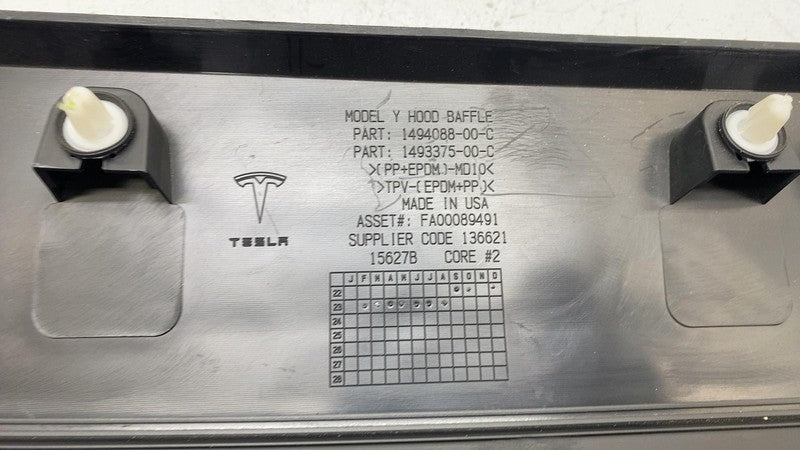 MODEL Y HOOD BAFFLE
PART: 1494088-00-C
PART: 1493375-00-C
>(PP+EPDM)-MD10<
>TPV-(EPDM+PP)<
MADE IN USA
ASSET#: FA00089491
SUPPLIER CODE 136621
15627B CORE #2
TESLA
J F M A M J J A S O N D
22
23
24
25
26
27
28